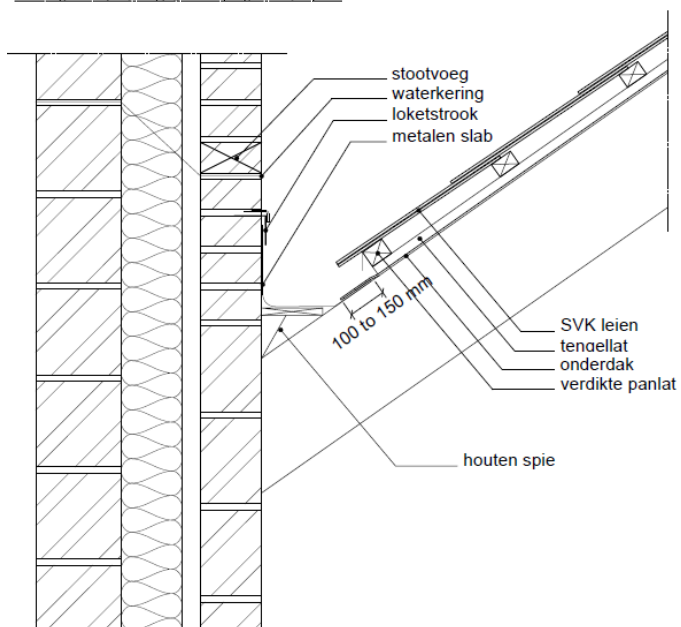 stootvoeg
waterkering
loketstrook
metalen slab
100 to 150 mm
SVK leien
tengellat
onderdak
verdikte panlat
houten spie